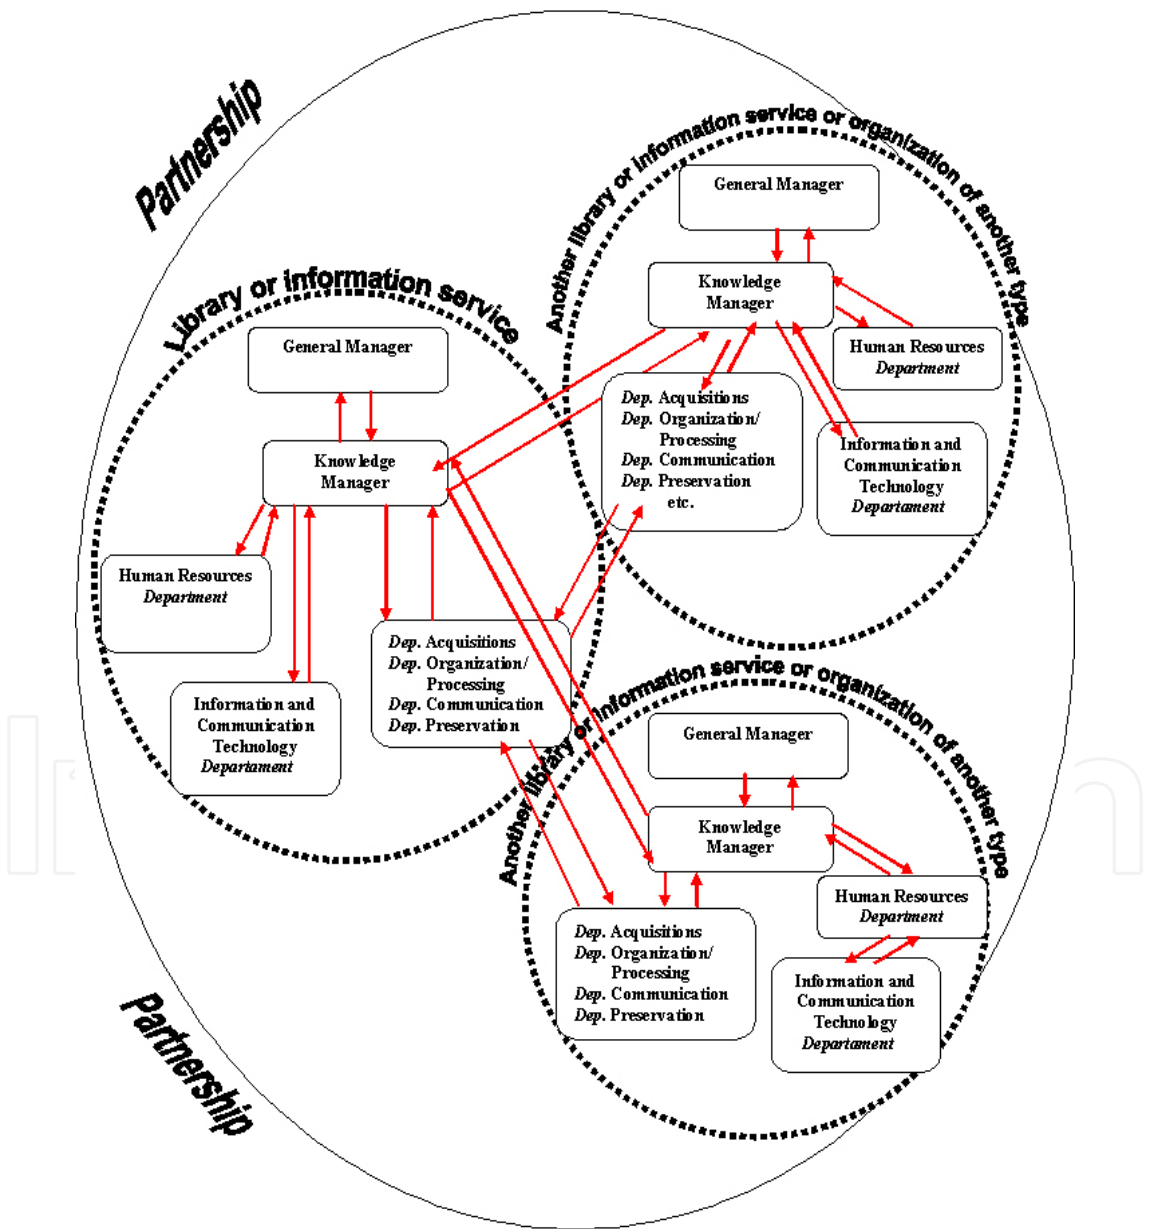 Partnership
Another library or information service or organization of another type
General Manager
Knowledge
Manager
Human Resources
Department
Dep. Acquisitions
Dep. Organization/
Processing
Dep. Communication
Dep. Preservation
etc.
Information and
Communication
Technology
Departament
Library or information service
General Manager
Knowledge
Manager
Human Resources
Department
Information and
Communication
Technology
Departament
Dep. Acquisitions
Dep. Organization/
Processing
Dep. Communication
Dep. Preservation
Another library or information service or organization of another type
General Manager
Knowledge
Manager
Human Resources
Department
Dep. Acquisitions
Dep. Organization/
Processing
Dep. Communication
Dep. Preservation
Information and
Communication
Technology
Departament
Partnership